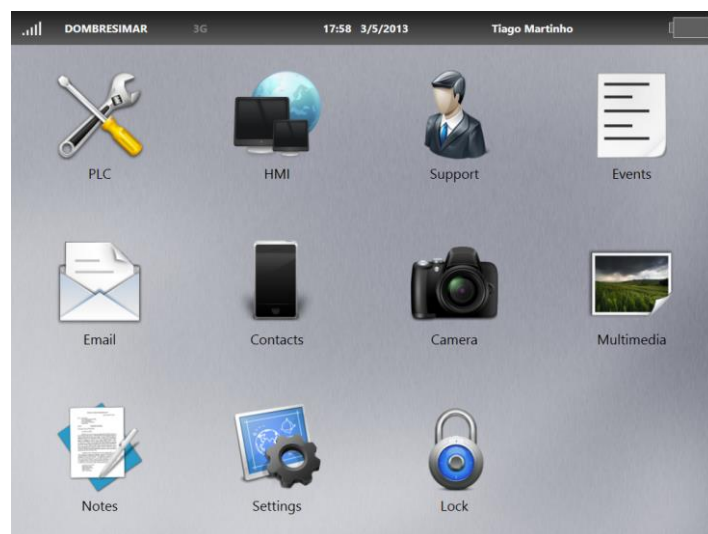 DOMBRESIMAR 3G 17:58 3/5/2013 Tiago Martinho
PLC HMI Support Events
Email Contacts Camera Multimedia
Notes Settings Lock